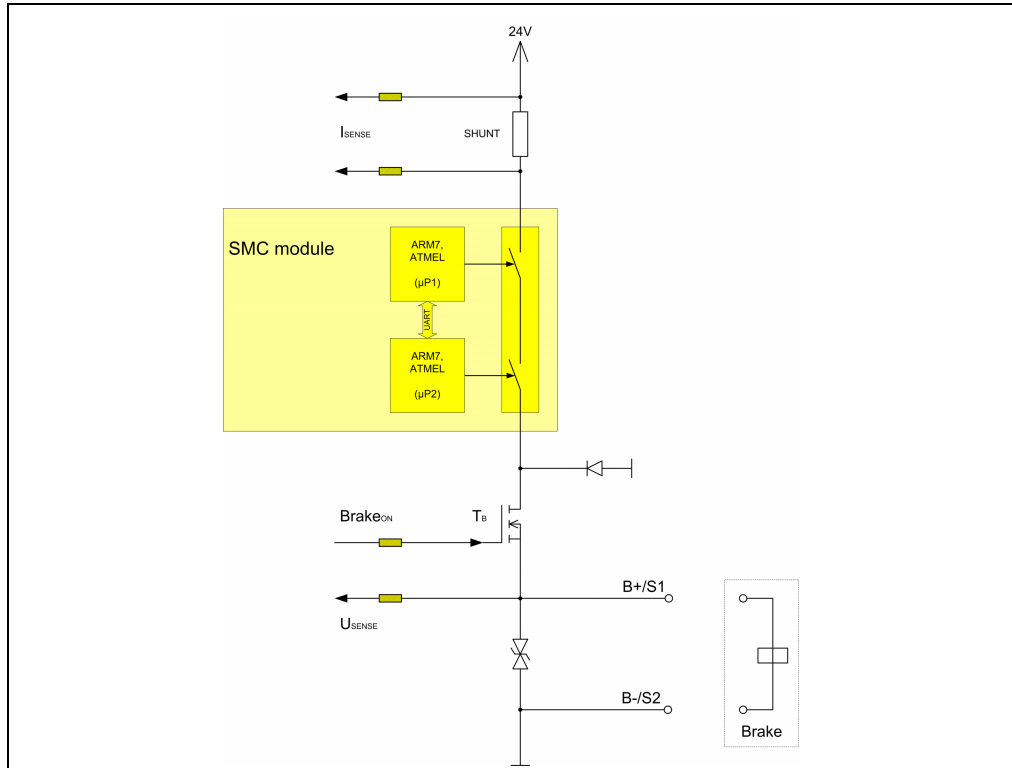 24V
ISENSE
SHUNT
SMC module
ARM7,
ATMEL
(µP1)
UART
ARM7,
ATMEL
(µP2)
BrakeON
TB
B+/S1
USENSE
B-/S2
Brake